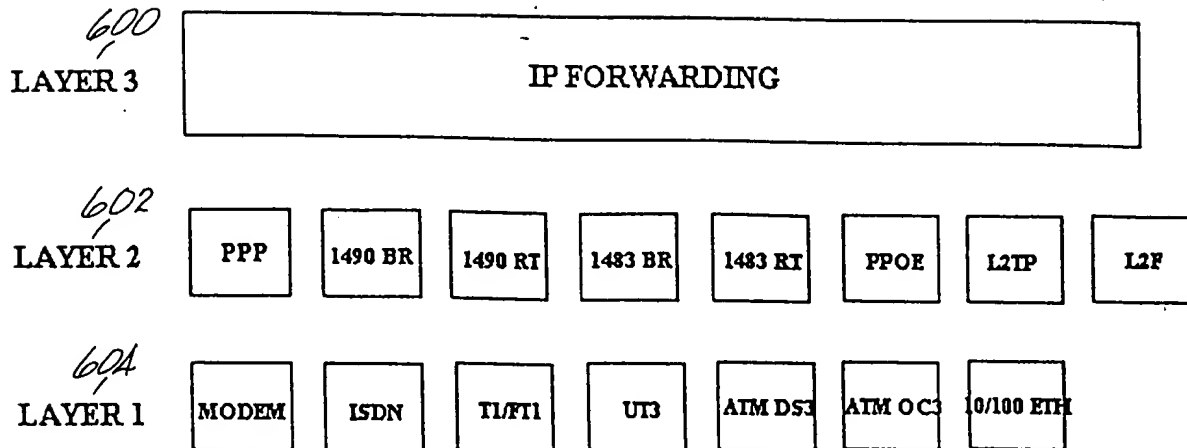 600
LAYER 3
IP FORWARDING
602
LAYER 2
PPP
1490 BR
1490 RT
1483 BR
1483 RT
PPOE
L2TP
L2F
604
LAYER 1
MODEM
ISDN
T1/FT1
UT3
ATM DS3
ATM OC3
10/100 ETH